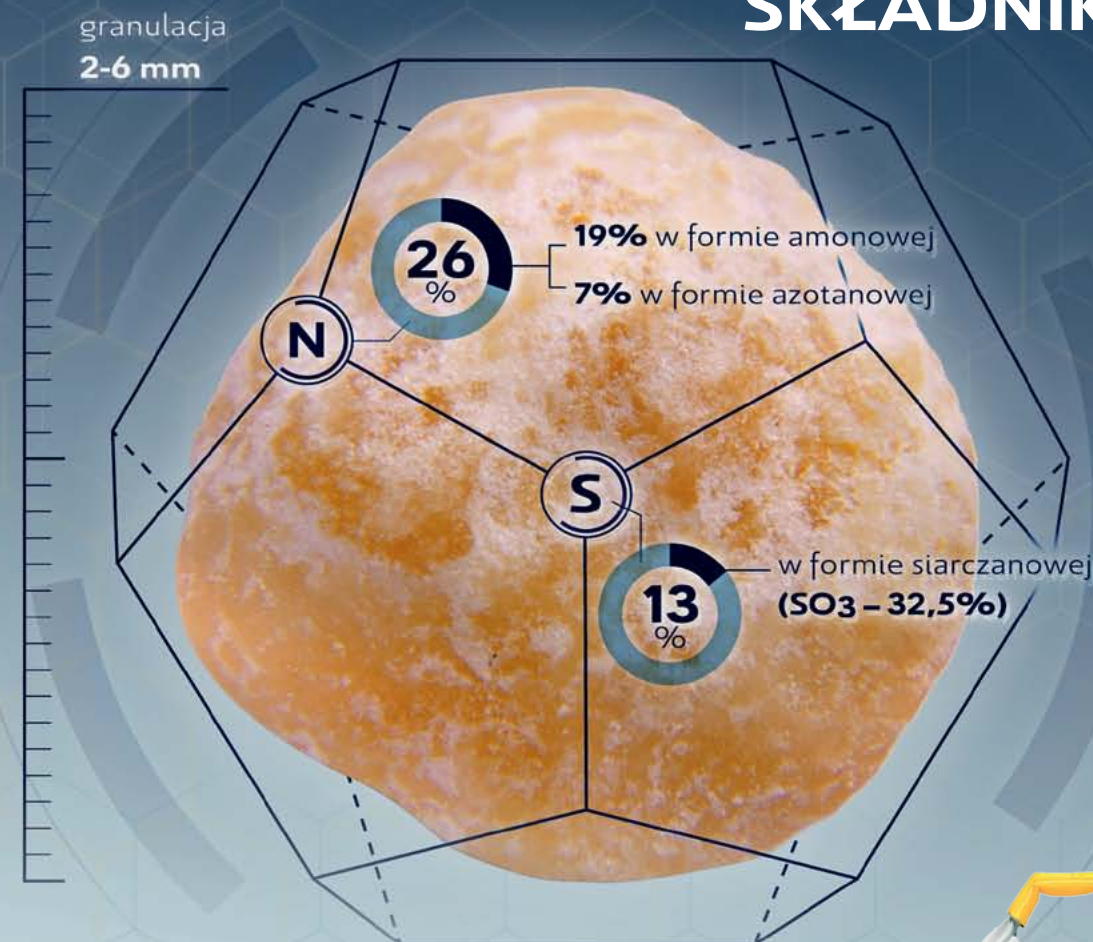 SKŁADNIK
granulacja
2-6 mm
26
%
19% w formie amonowej
7% w formie azotanowej
N
S
13
%
w formie siarczanowej
(SO3 – 32,5%)